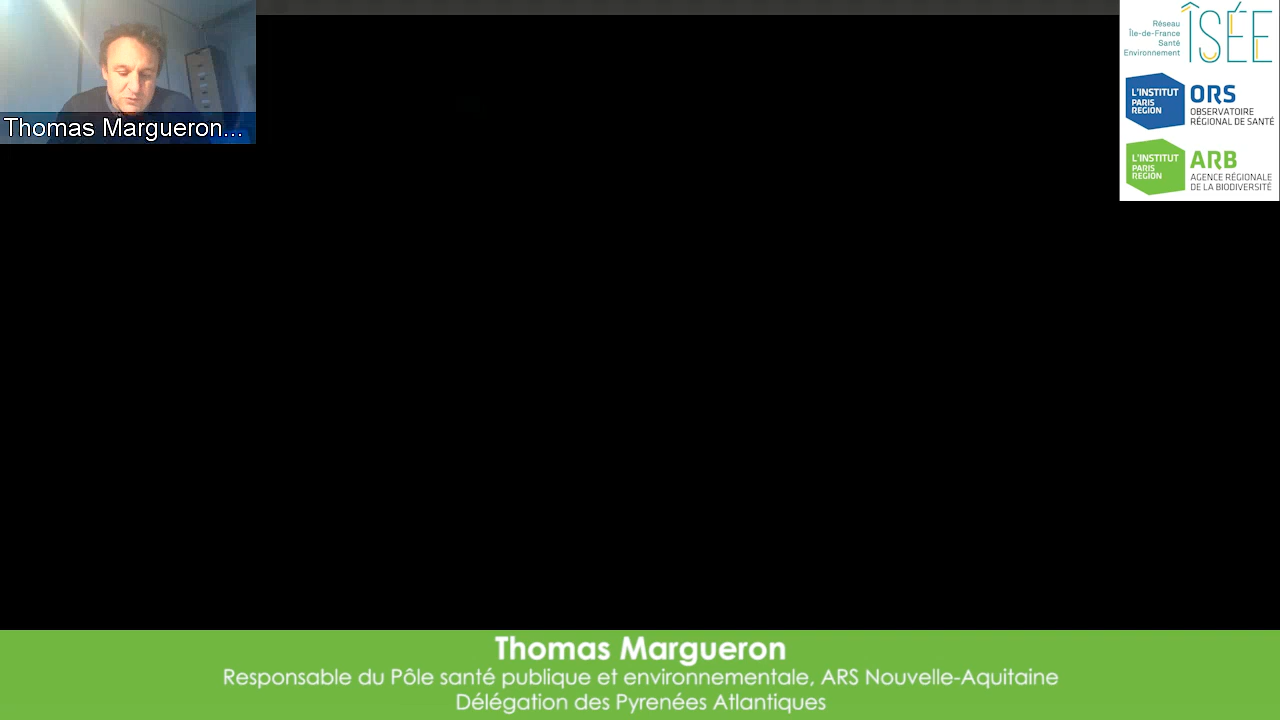 Thomas Margueron...
Réseau
Île-de-France
Santé
Environnement
ÎSÉE
L'INSTITUT
PARIS
REGION
ORS
OBSERVATOIRE
RÉGIONAL DE SANTÉ
L'INSTITUT
PARIS
REGION
ARB
AGENCE RÉGIONALE
DE LA BIODIVERSITÉ
Thomas Margueron
Responsable du Pôle santé publique et environnementale, ARS Nouvelle-Aquitaine
Délégation des Pyrenées Atlantiques